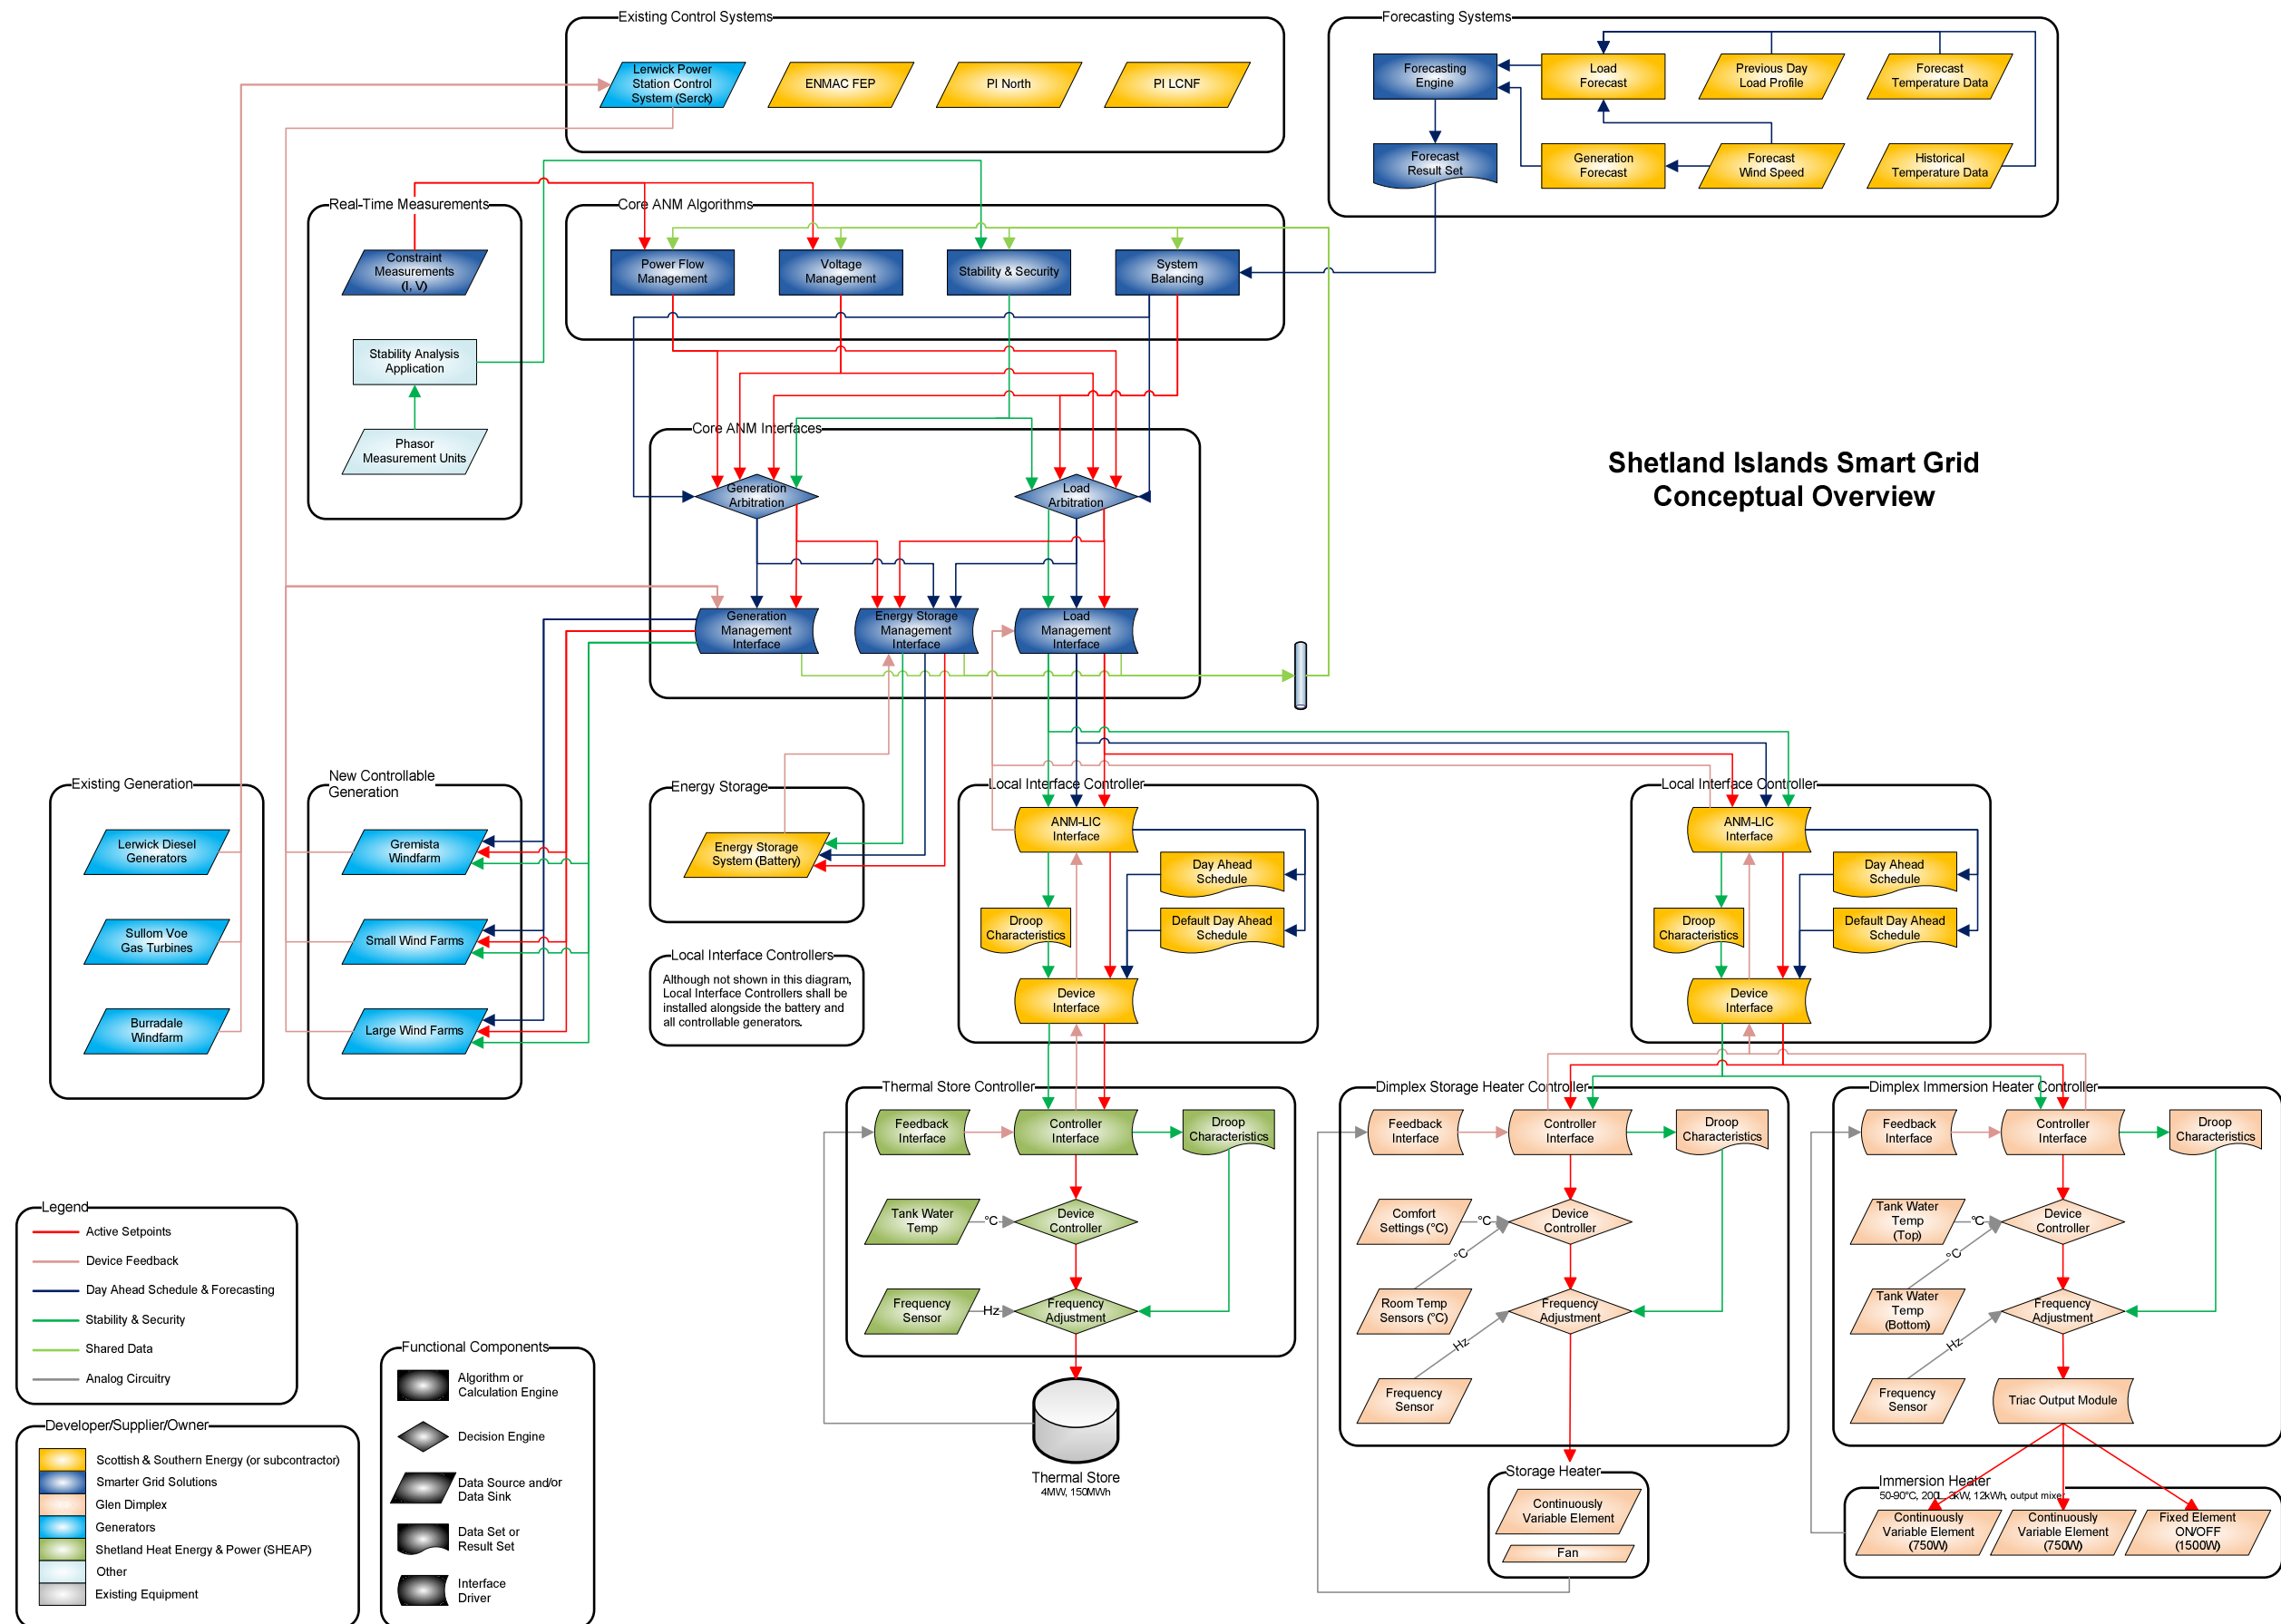 Existing Control Systems
Lerwick Power
Station Control
System (Serck)
ENMAC FEP
PI North
PI LCNF
Forecasting Systems
Forecasting
Engine
Load
Forecast
Previous Day
Load Profile
Forecast
Temperature Data
Forecast
Result Set
Generation
Forecast
Forecast
Wind Speed
Historical
Temperature Data
Real-Time Measurements
Constraint
Measurements
(I, V)
Stability Analysis
Application
Phasor
Measurement Units
Core ANM Algorithms
Power Flow
Management
Voltage
Management
Stability & Security
System
Balancing
Core ANM Interfaces
Generation
Arbitration
Load
Arbitration
Generation
Management
Interface
Energy Storage
Management
Interface
Load
Management
Interface
Shetland Islands Smart Grid
Conceptual Overview
Existing Generation
Lerwick Diesel
Generators
Sullom Voe
Gas Turbines
Burradale
Windfarm
New Controllable
Generation
Gremista
Windfarm
Small Wind Farms
Large Wind Farms
Energy Storage
Energy Storage
System (Battery)
Local Interface Controllers
Although not shown in this diagram,
Local Interface Controllers shall be
installed alongside the battery and
all controllable generators.
Local Interface Controller
ANM-LIC
Interface
Day Ahead
Schedule
Droop
Characteristics
Default Day Ahead
Schedule
Device
Interface
Local Interface Controller
ANM-LIC
Interface
Day Ahead
Schedule
Droop
Characteristics
Default Day Ahead
Schedule
Device
Interface
Thermal Store Controller
Feedback
Interface
Controller
Interface
Droop
Characteristics
Tank Water
Temp
°C
Device
Controller
Frequency
Sensor
Hz
Frequency
Adjustment
Thermal Store
4MW, 150MWh
Dimplex Storage Heater Controller
Feedback
Interface
Controller
Interface
Droop
Characteristics
Comfort
Settings (°C)
°C
Device
Controller
°C
Room Temp
Sensors (°C)
Frequency
Adjustment
Hz
Frequency
Sensor
Storage Heater
Continuously
Variable Element
Fan
Dimplex Immersion Heater Controller
Feedback
Interface
Controller
Interface
Droop
Characteristics
Tank Water
Temp
(Top)
°C
Device
Controller
°C
Tank Water
Temp
(Bottom)
Frequency
Adjustment
Hz
Frequency
Sensor
Triac Output Module
Immersion Heater
50-90°C, 200L, 3kW, 12kWh, output mixer
Continuously
Variable Element
(750W)
Continuously
Variable Element
(750W)
Fixed Element
ON/OFF
(1500W)
Legend
Active Setpoints
Device Feedback
Day Ahead Schedule & Forecasting
Stability & Security
Shared Data
Analog Circuitry
Developer/Supplier/Owner
Scottish & Southern Energy (or subcontractor)
Smarter Grid Solutions
Glen Dimplex
Generators
Shetland Heat Energy & Power (SHEAP)
Other
Existing Equipment
Functional Components
Algorithm or
Calculation Engine
Decision Engine
Data Source and/or
Data Sink
Data Set or
Result Set
Interface
Driver